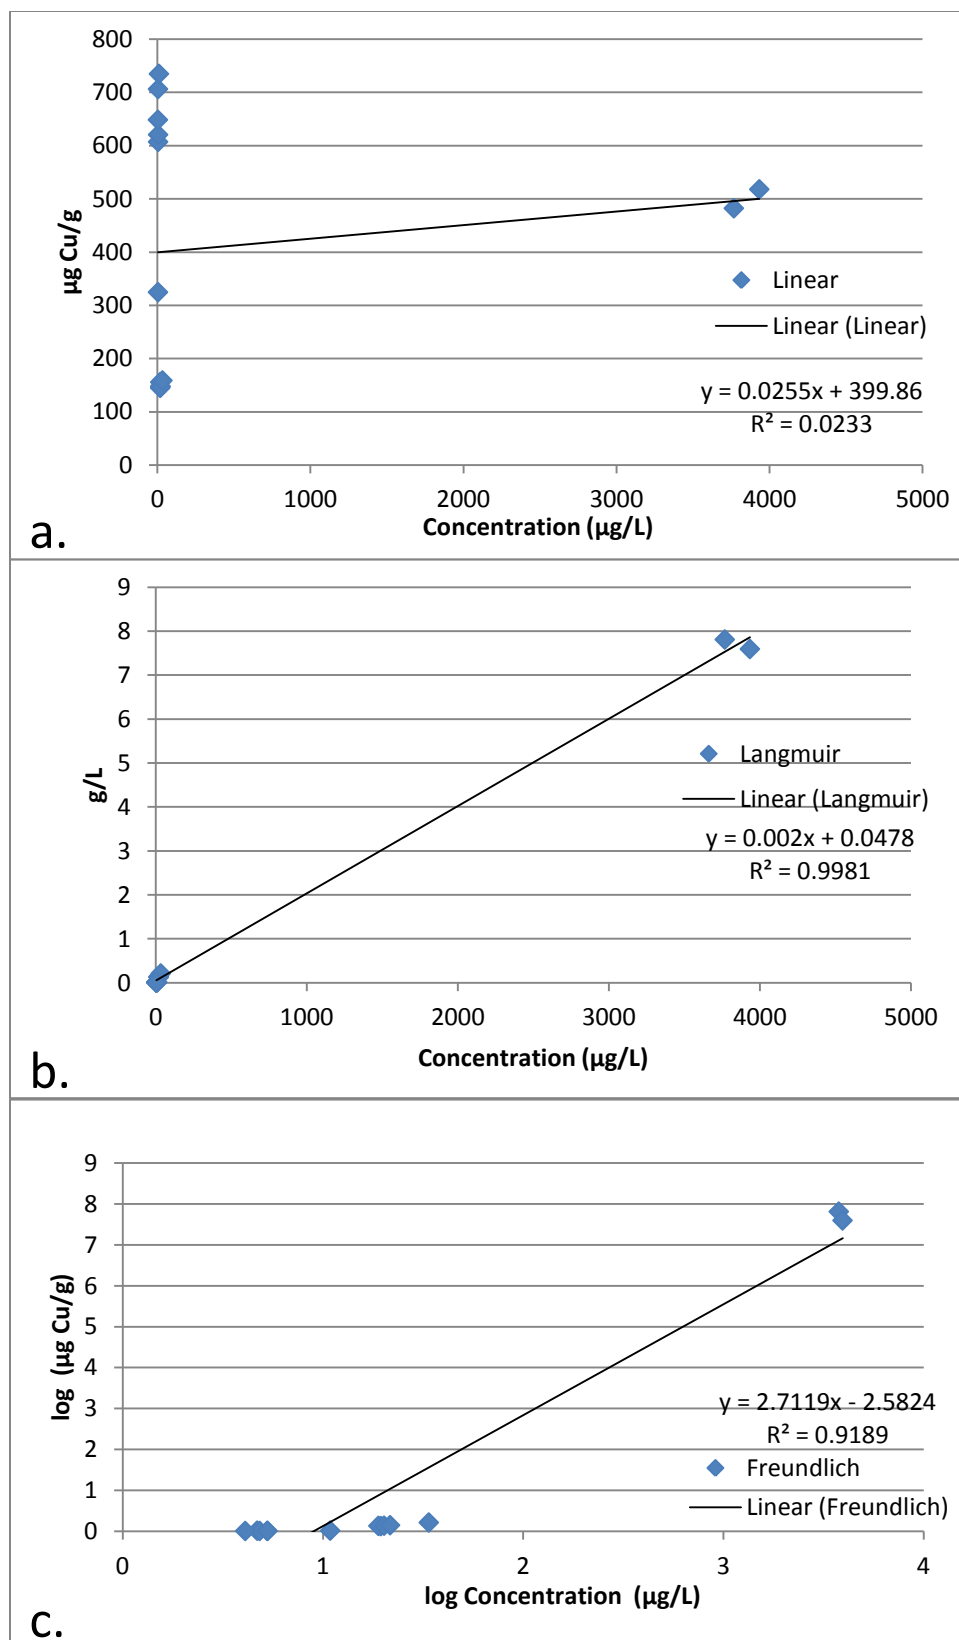 800
700
600
500
400
300
200
100
0
µg Cu/g
Linear
Linear (Linear)
y = 0.0255x + 399.86
R² = 0.0233
0 1000 2000 3000 4000 5000
Concentration (µg/L)
a.
9
8
7
6
5
4
3
2
1
0
g/L
Langmuir
Linear (Langmuir)
y = 0.002x + 0.0478
R² = 0.9981
0 1000 2000 3000 4000 5000
Concentration (µg/L)
b.
9
8
7
6
5
4
3
2
1
0
log (µg Cu/g)
y = 2.7119x - 2.5824
R² = 0.9189
Freundlich
Linear (Freundlich)
0 1 2 3 4
log Concentration (µg/L)
c.